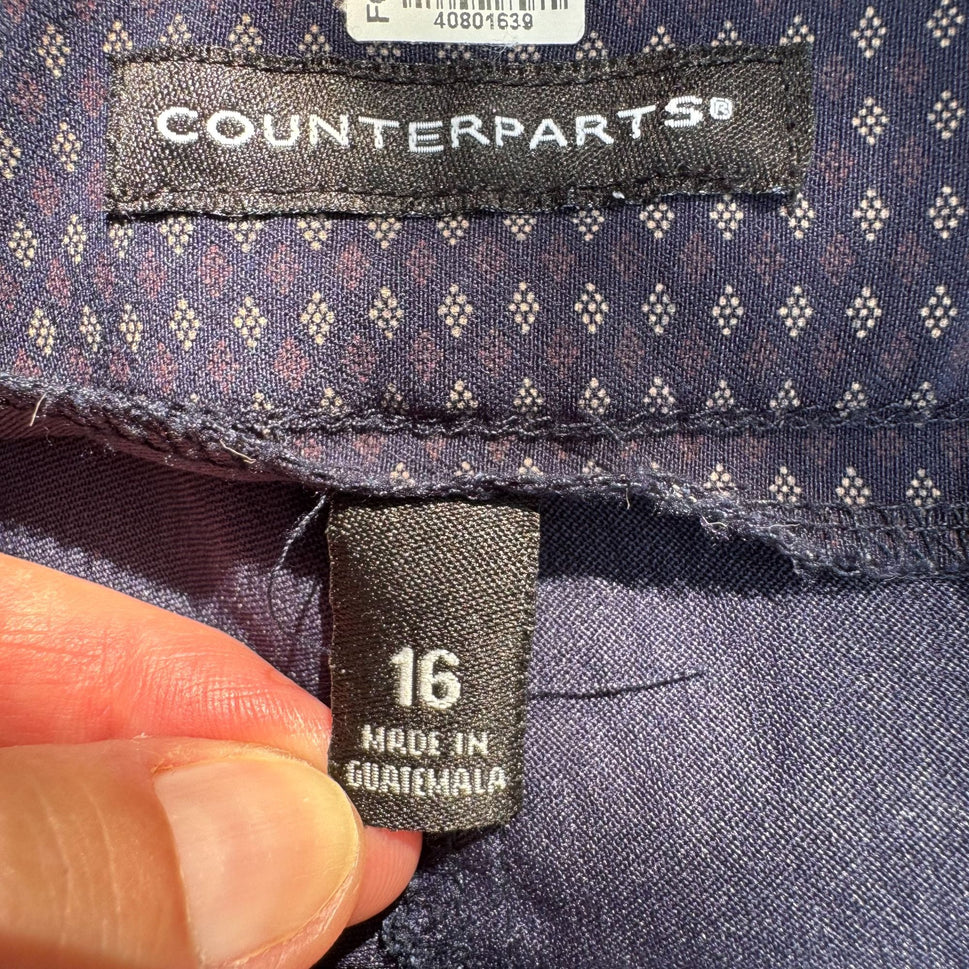 40801639
COUNTERPARTS®
16
MADE IN
GUATEMALA